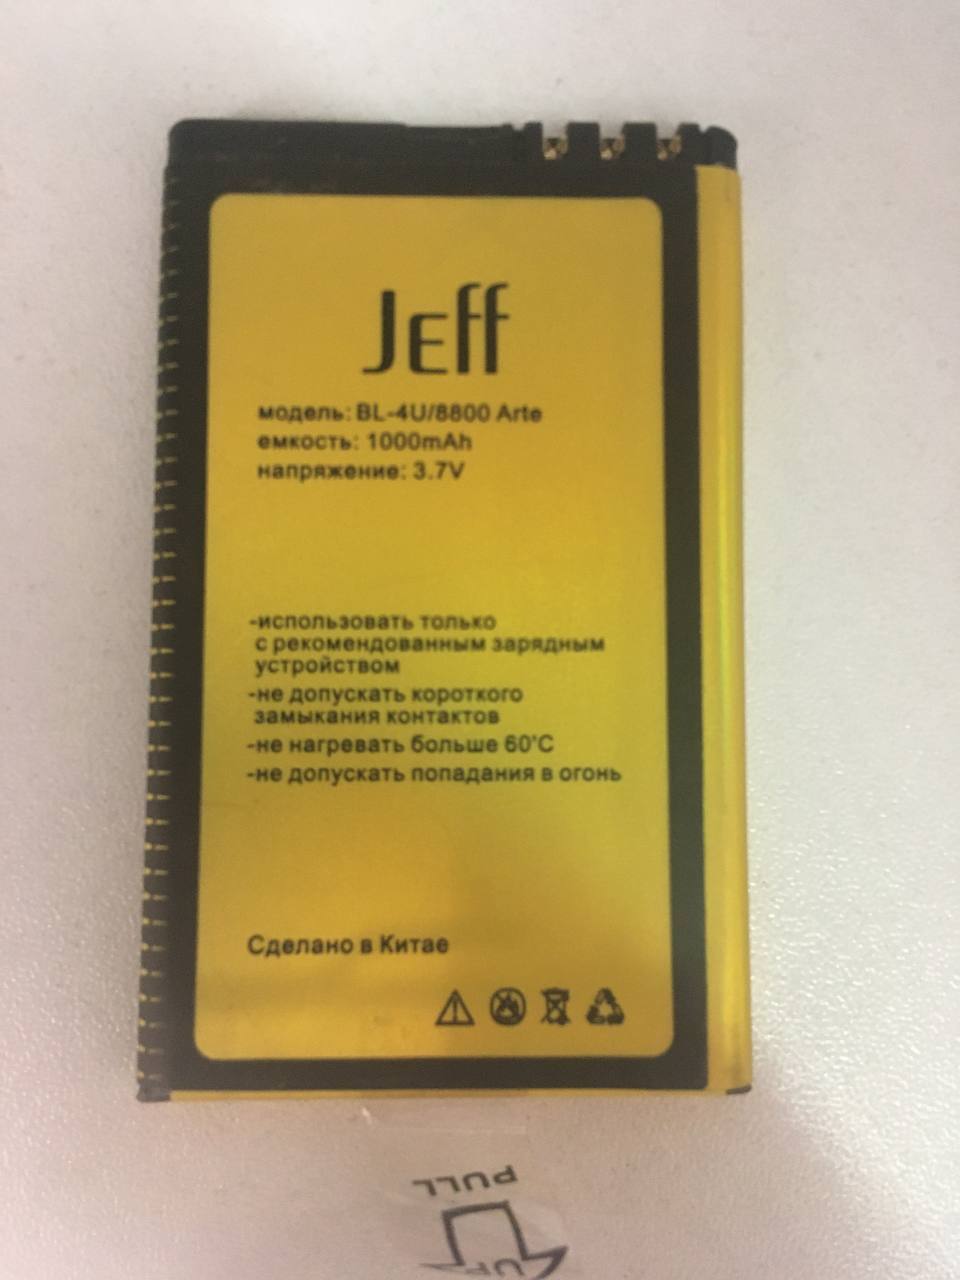 Jeff
модель: BL-4U/8800 Arte
емкость: 1000mAh
напряжение: 3.7V
-использовать только
с рекомендованным зарядным
устройством
-не допускать короткого
замыкания контактов
-не нагревать больше 60°C
-не допускать попадания в огонь
Сделано в Китае
PULL
UP